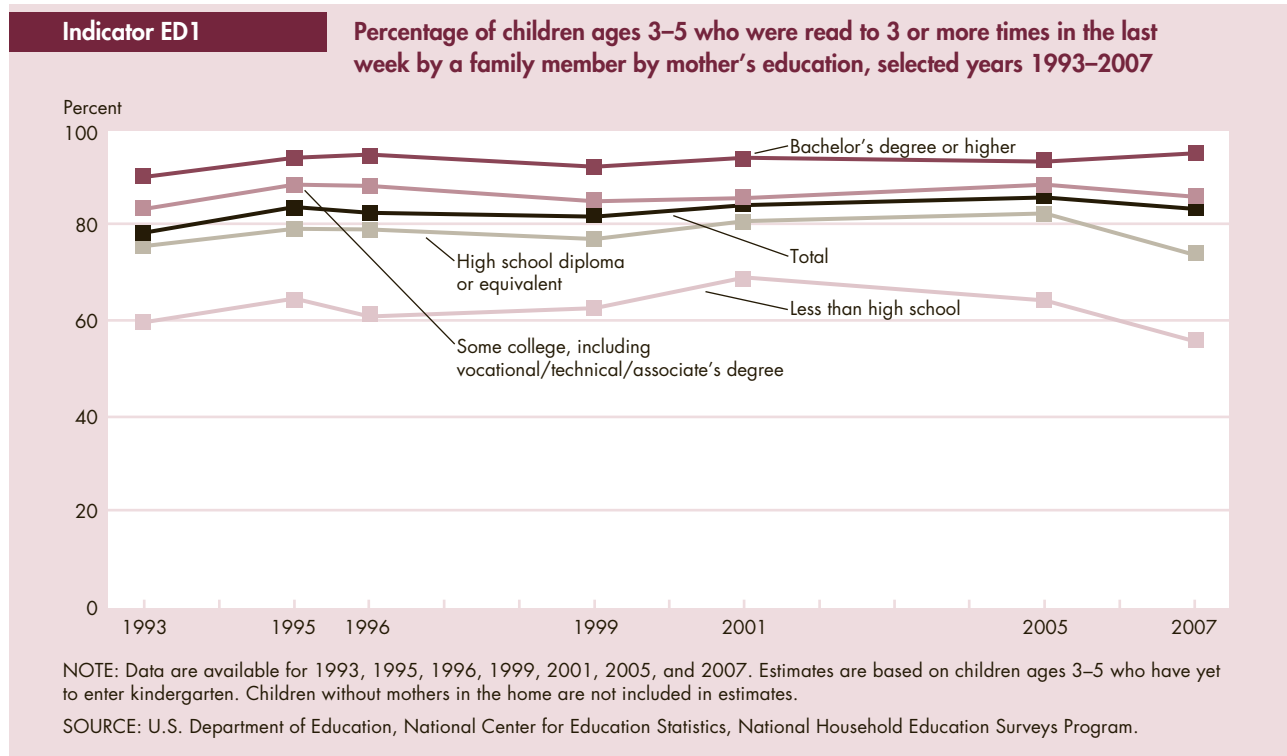 Indicator ED1
Percentage of children ages 3–5 who were read to 3 or more times in the last
week by a family member by mother's education, selected years 1993–2007
Percent
100
80
60
40
20
0
Bachelor's degree or higher
Total
High school diploma
or equivalent
Less than high school
Some college, including
vocational/technical/associate's degree
1993 1995 1996 1999 2001 2005 2007
NOTE: Data are available for 1993, 1995, 1996, 1999, 2001, 2005, and 2007. Estimates are based on children ages 3–5 who have yet
to enter kindergarten. Children without mothers in the home are not included in estimates.
SOURCE: U.S. Department of Education, National Center for Education Statistics, National Household Education Surveys Program.